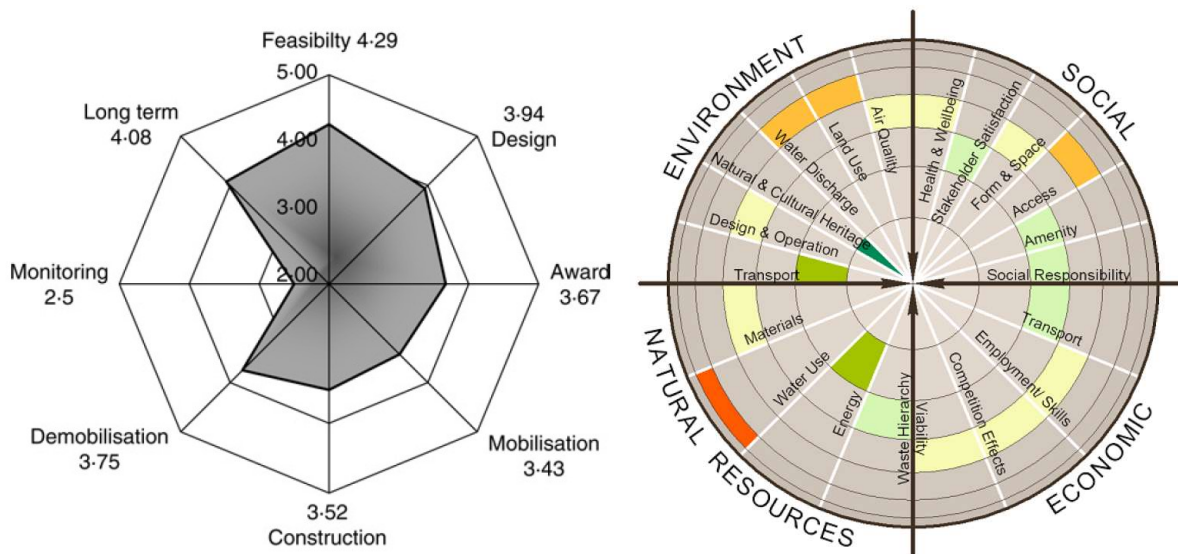 Feasibilty 4·29
5·00
4·00
3·00
2·00
3·94
Design
Award
3·67
Mobilisation
3·43
3·52
Construction
Demobilisation
3·75
Monitoring
2·5
Long term
4·08
ENVIRONMENT
SOCIAL
ECONOMIC
NATURAL RESOURCES
Air Quality
Land Use
Water Discharge
Natural & Cultural Heritage
Design & Operation
Transport
Health & Wellbeing
Stakeholder Satisfaction
Form & Space
Access
Amenity
Social Responsibility
Transport
Employment/ Skills
Competition Effects
Viability
Materials
Water Use
Energy
Waste Hierarchy